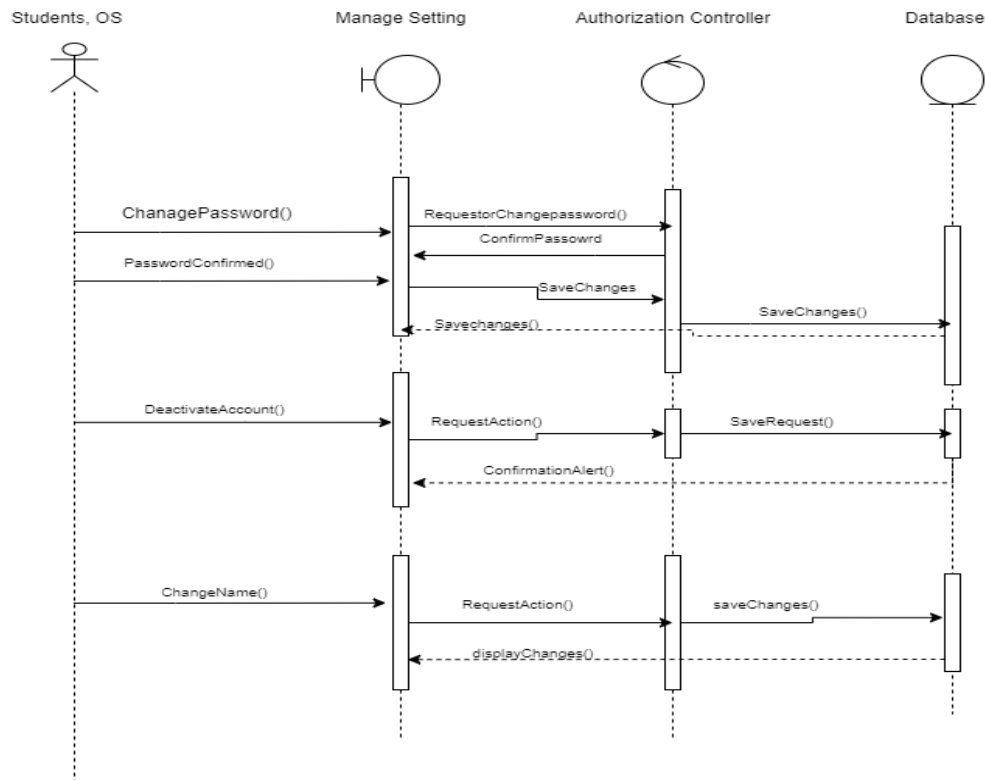 Students, OS
Manage Setting
Authorization Controller
Database
ChanagePassword()
RequestorChangepassword()
ConfirmPassowrd
PasswordConfirmed()
SaveChanges
SaveChanges()
Savechanges()
DeactivateAccount()
RequestAction()
SaveRequest()
ConfirmationAlert()
ChangeName()
RequestAction()
saveChanges()
displayChanges()